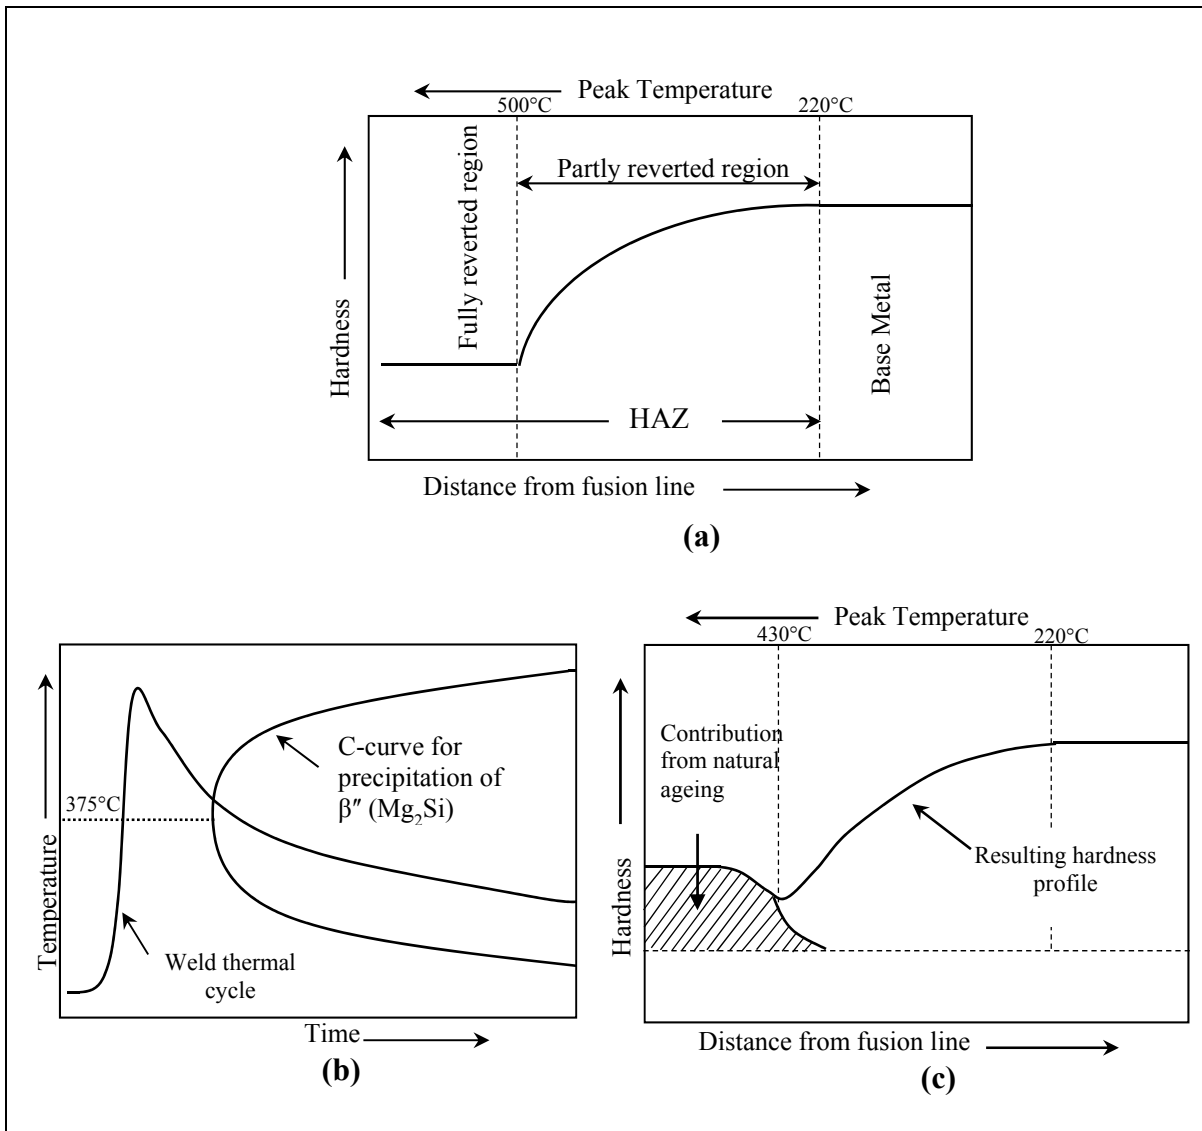 Peak Temperature
500°C
220°C
Fully reverted region
Partly reverted region
Hardness
Base Metal
HAZ
Distance from fusion line
(a)
375°C
C-curve for
precipitation of
β″ (Mg₂Si)
Temperature
Weld thermal
cycle
Time
(b)
Peak Temperature
430°C
220°C
Contribution
from natural
ageing
Resulting hardness
profile
Hardness
Distance from fusion line
(c)